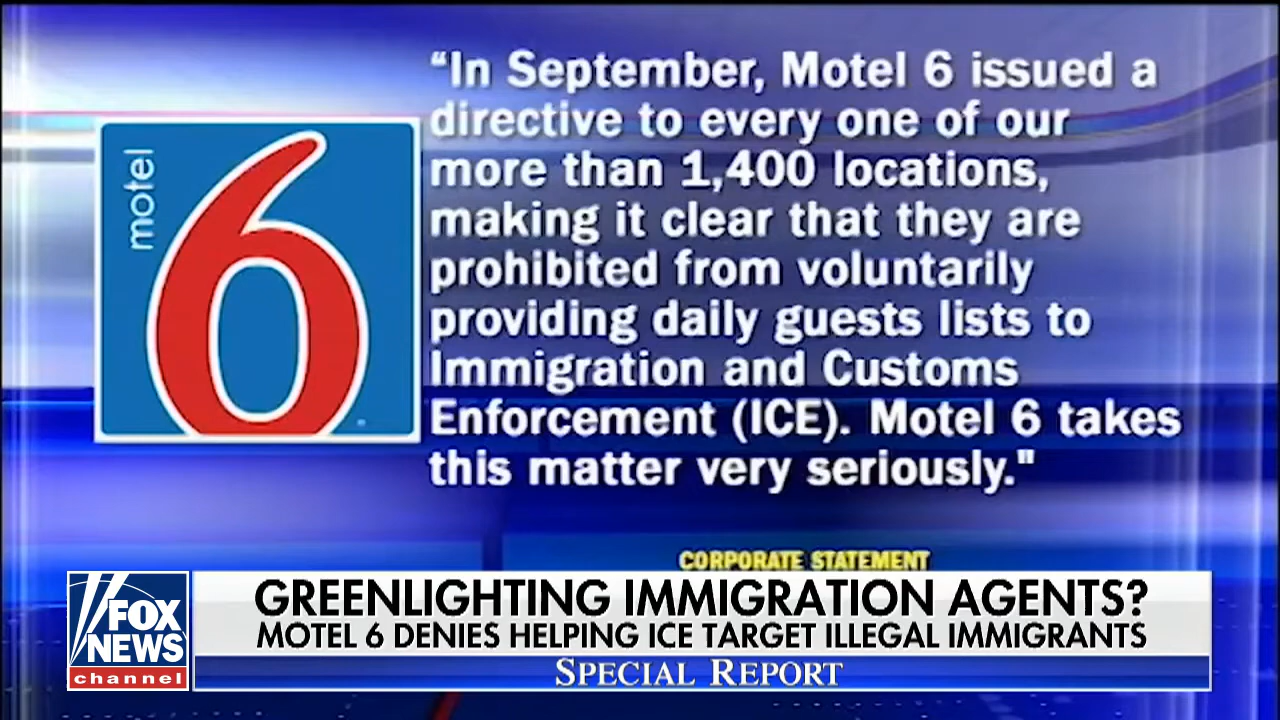 motel
6
“In September, Motel 6 issued a
directive to every one of our
more than 1,400 locations,
making it clear that they are
prohibited from voluntarily
providing daily guests lists to
Immigration and Customs
Enforcement (ICE). Motel 6 takes
this matter very seriously."
CORPORATE STATEMENT
GREENLIGHTING IMMIGRATION AGENTS?
MOTEL 6 DENIES HELPING ICE TARGET ILLEGAL IMMIGRANTS
SPECIAL REPORT
FOX
NEWS
channel